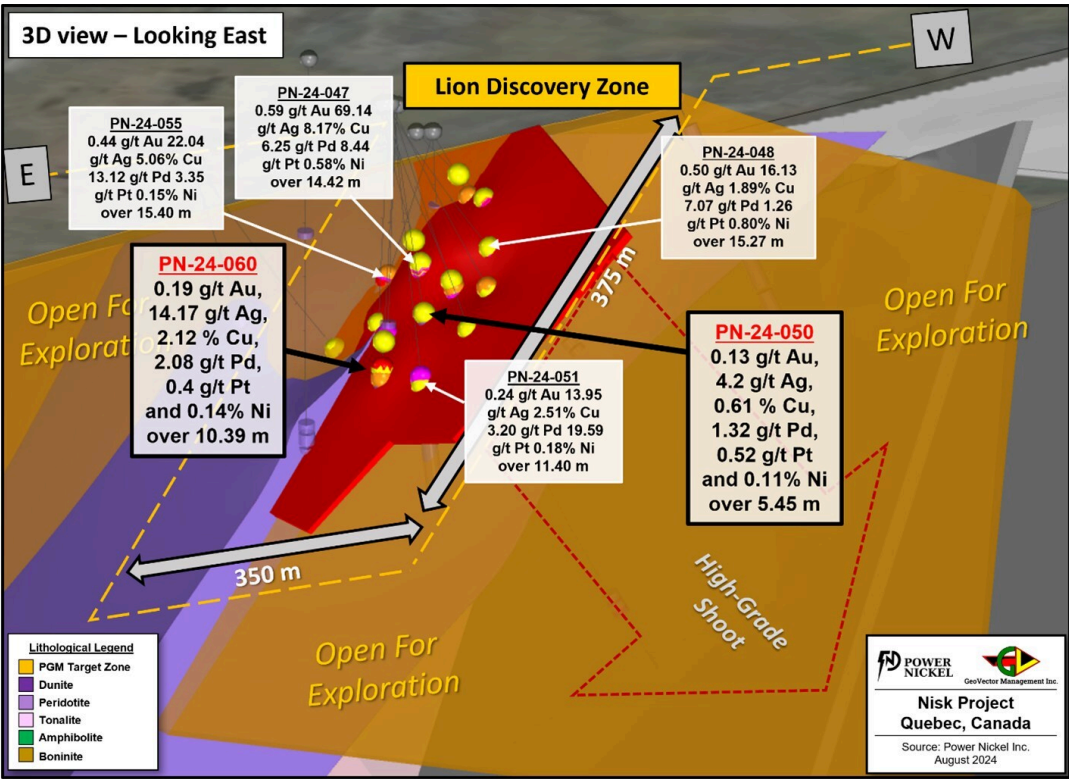 3D view – Looking East
W
E
Lion Discovery Zone
PN-24-047
0.59 g/t Au 69.14
g/t Ag 8.17% Cu
6.25 g/t Pd 8.44
g/t Pt 0.58% Ni
over 14.42 m
PN-24-055
0.44 g/t Au 22.04
g/t Ag 5.06% Cu
13.12 g/t Pd 3.35
g/t Pt 0.15% Ni
over 15.40 m
PN-24-048
0.50 g/t Au 16.13
g/t Ag 1.89% Cu
7.07 g/t Pd 1.26
g/t Pt 0.80% Ni
over 15.27 m
PN-24-060
0.19 g/t Au,
14.17 g/t Ag,
2.12 % Cu,
2.08 g/t Pd,
0.4 g/t Pt
and 0.14% Ni
over 10.39 m
Open For
Exploration
375 m
Open For
Exploration
PN-24-050
0.13 g/t Au,
4.2 g/t Ag,
0.61 % Cu,
1.32 g/t Pd,
0.52 g/t Pt
and 0.11% Ni
over 5.45 m
PN-24-051
0.24 g/t Au 13.95
g/t Ag 2.51% Cu
3.20 g/t Pd 19.59
g/t Pt 0.18% Ni
over 11.40 m
350 m
High-Grade
Shoot
Open For
Exploration
Lithological Legend
PGM Target Zone
Dunite
Peridotite
Tonalite
Amphibolite
Boninite
POWER
NICKEL
GeoVector Management Inc.
Nisk Project
Quebec, Canada
Source: Power Nickel Inc.
August 2024